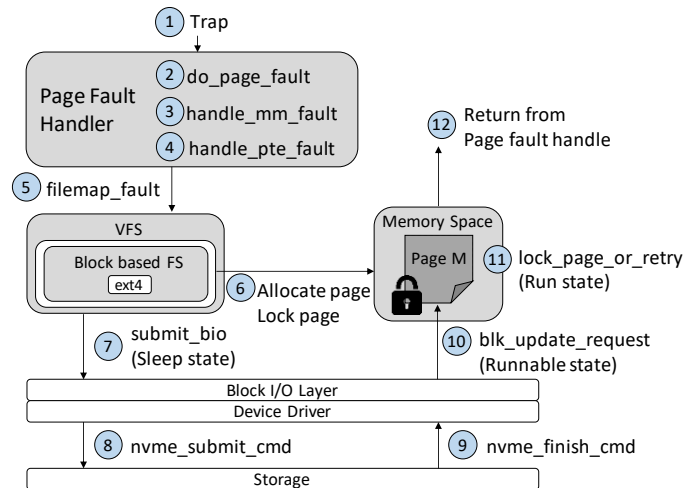 1 Trap
Page Fault
Handler
2 do_page_fault
3 handle_mm_fault
4 handle_pte_fault
5 filemap_fault
VFS
Block based FS
ext4
6 Allocate page
Lock page
Memory Space
Page M
12 Return from
Page fault handle
11 lock_page_or_retry
(Run state)
7 submit_bio
(Sleep state)
10 blk_update_request
(Runnable state)
Block I/O Layer
Device Driver
8 nvme_submit_cmd
9 nvme_finish_cmd
Storage